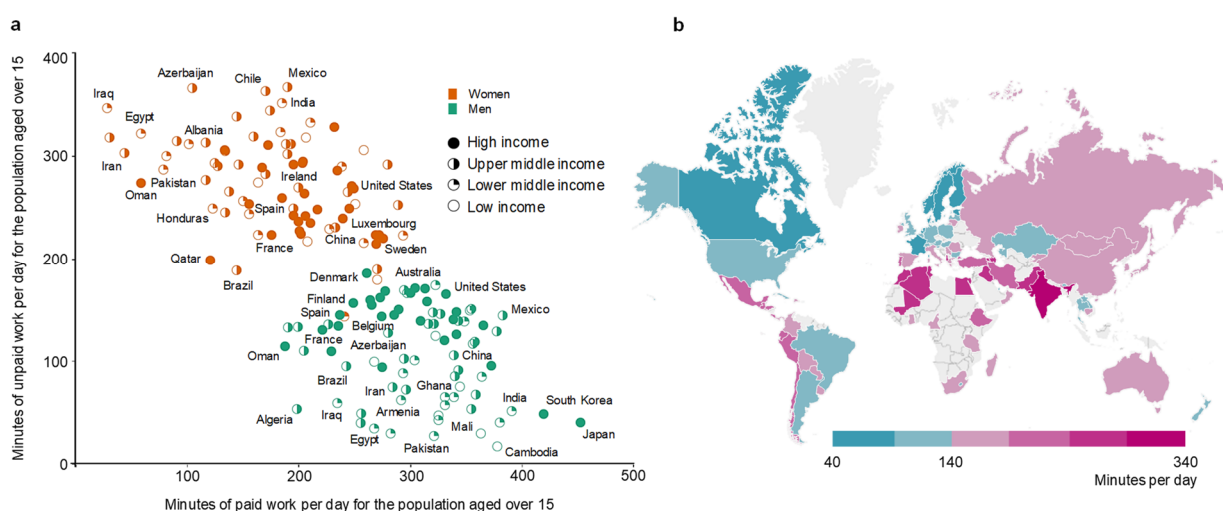 a
b
Minutes of unpaid work per day for the population aged over 15
400
300
200
100
0
100
200
300
400
500
Minutes of paid work per day for the population aged over 15
Women
Men
High income
Upper middle income
Lower middle income
Low income
Azerbaijan
Chile
Mexico
Iraq
India
Egypt
Albania
Iran
Ireland
Pakistan
Oman
United States
Honduras
Spain
Luxembourg
China
France
Sweden
Qatar
Brazil
Denmark
Australia
United States
Finland
Spain
Mexico
Belgium
France
Azerbaijan
Oman
China
Brazil
Iran
Ghana
India
South Korea
Iraq
Armenia
Algeria
Egypt
Mali
Japan
Pakistan
Cambodia
40
140
340
Minutes per day